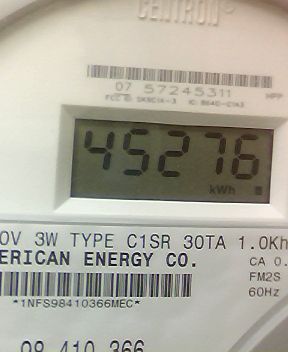 CENTRON®
07 57245311
45276
kWh
0V 3W TYPE C1SR 30TA 1.0Kh
ERICAN ENERGY CO.
CA 0.
FM2S
60Hz
*1NFS98410366MEC*
98 410 366